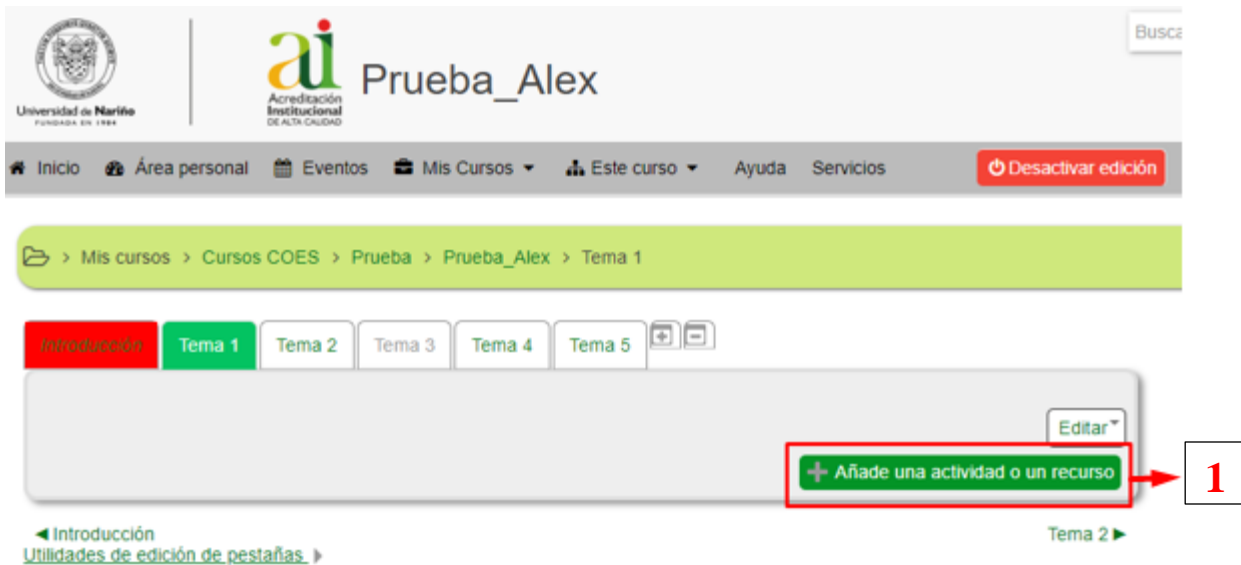 Busca
Universidad de Nariño
FUNDADA EN 1904
ai
Acreditación
Institucional
DE ALTA CALIDAD
Prueba_Alex
Inicio Área personal Eventos Mis Cursos Este curso Ayuda Servicios Desactivar edición
> Mis cursos > Cursos COES > Prueba > Prueba_Alex > Tema 1
Introducción Tema 1 Tema 2 Tema 3 Tema 4 Tema 5
Editar
Añade una actividad o un recurso
1
◄Introducción Tema 2►
Utilidades de edición de pestañas